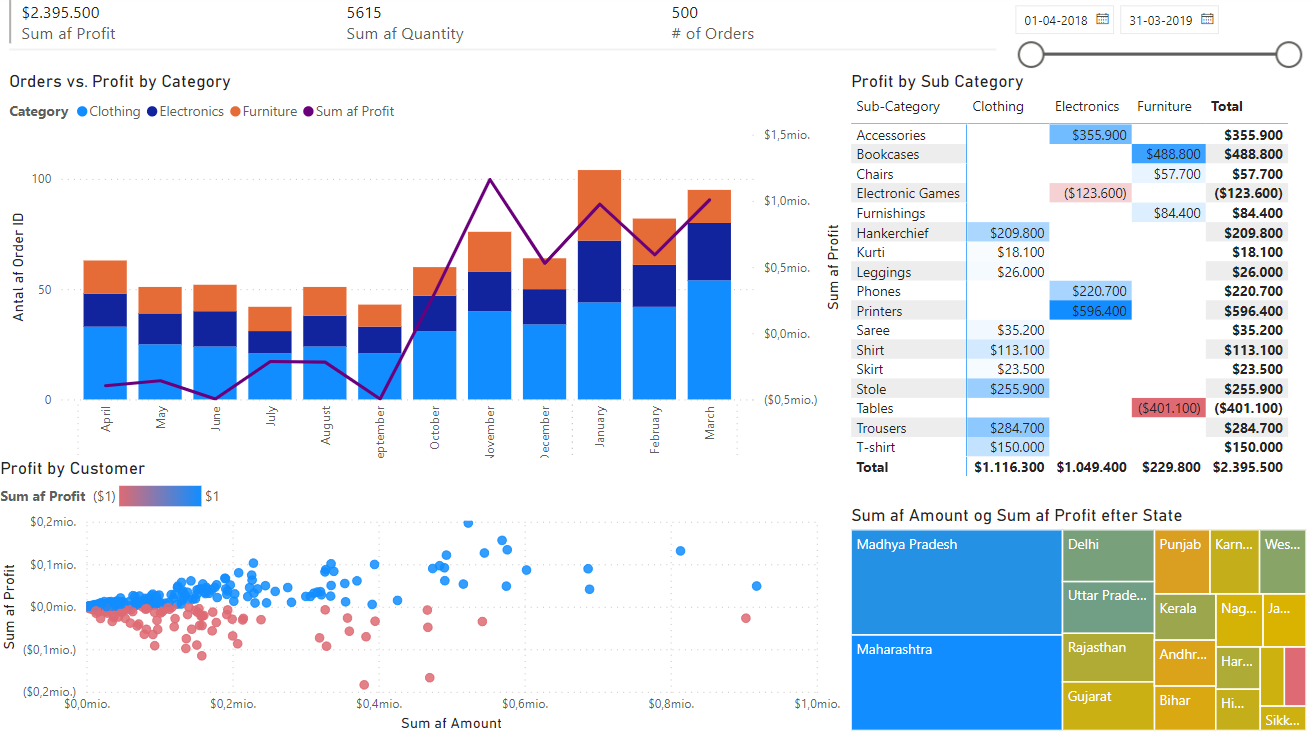 $2.395.500
Sum af Profit
5615
Sum af Quantity
500
# of Orders
01-04-2018
31-03-2019
Orders vs. Profit by Category
Category Clothing Electronics Furniture Sum af Profit
Antal af Order ID
100
50
0
$1,5mio.
$1,0mio.
$0,5mio.
$0,0mio.
($0,5mio.)
Sum af Profit
April
May
June
July
August
eptember
October
November
December
January
February
March
Profit by Sub Category
Sub-Category Clothing Electronics Furniture Total
Accessories $355.900 $355.900
Bookcases $488.800 $488.800
Chairs $57.700 $57.700
Electronic Games ($123.600) ($123.600)
Furnishings $84.400 $84.400
Hankerchief $209.800 $209.800
Kurti $18.100 $18.100
Leggings $26.000 $26.000
Phones $220.700 $220.700
Printers $596.400 $596.400
Saree $35.200 $35.200
Shirt $113.100 $113.100
Skirt $23.500 $23.500
Stole $255.900 $255.900
Tables ($401.100) ($401.100)
Trousers $284.700 $284.700
T-shirt $150.000 $150.000
Total $1.116.300 $1.049.400 $229.800 $2.395.500
Profit by Customer
Sum af Profit ($1) $1
Sum af Profit
$0,2mio.
$0,1mio.
$0,0mio.
($0,1mio.)
($0,2mio.)
$0,0mio. $0,2mio. $0,4mio. $0,6mio. $0,8mio. $1,0mio.
Sum af Amount
Sum af Amount og Sum af Profit efter State
Madhya Pradesh
Maharashtra
Delhi
Uttar Prade...
Rajasthan
Gujarat
Punjab
Karn...
Wes...
Kerala
Nag...
Ja...
Andhr...
Har...
Bihar
Hi...
Sikk...